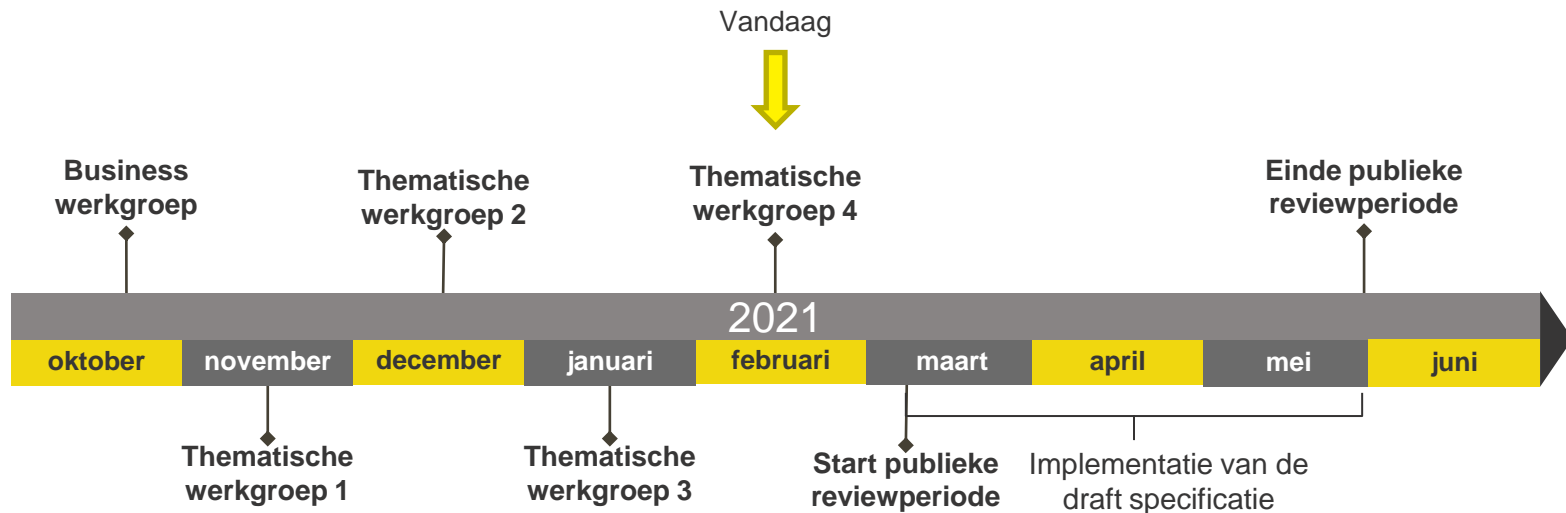 Vandaag
Business
werkgroep
Thematische
werkgroep 2
Thematische
werkgroep 4
Einde publieke
reviewperiode
2021
oktober
november
december
januari
februari
maart
april
mei
juni
Thematische
werkgroep 1
Thematische
werkgroep 3
Start publieke
reviewperiode
Implementatie van de
draft specificatie